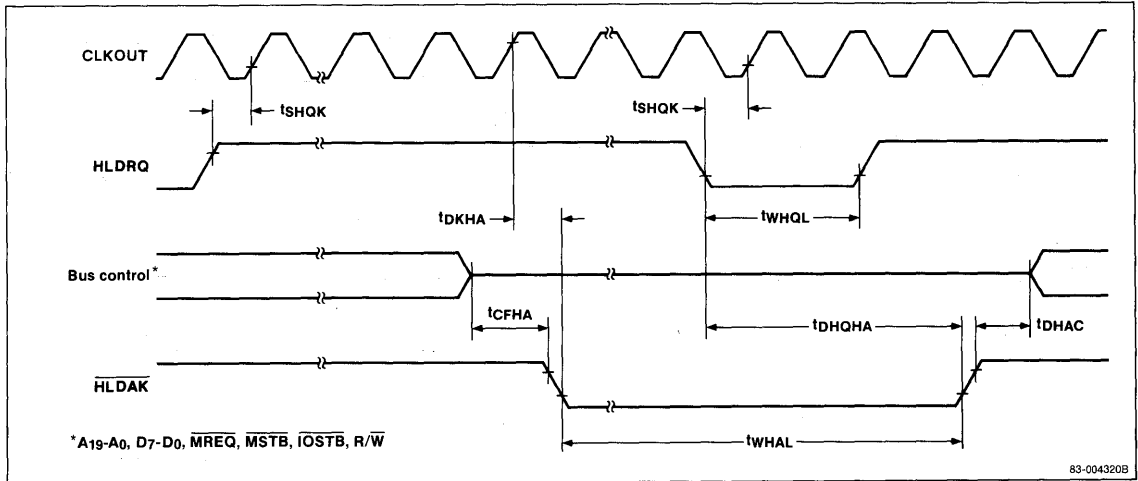 CLKOUT
tSHQK
tSHQK
HLDRQ
tDKHA
tWHQL
Bus control*
tCFHA
tDHQHA
tDHAC
HLDAK
tWHAL
*A19-A0, D7-D0, MREQ, MSTB, IOSTB, R/W
83-004320B